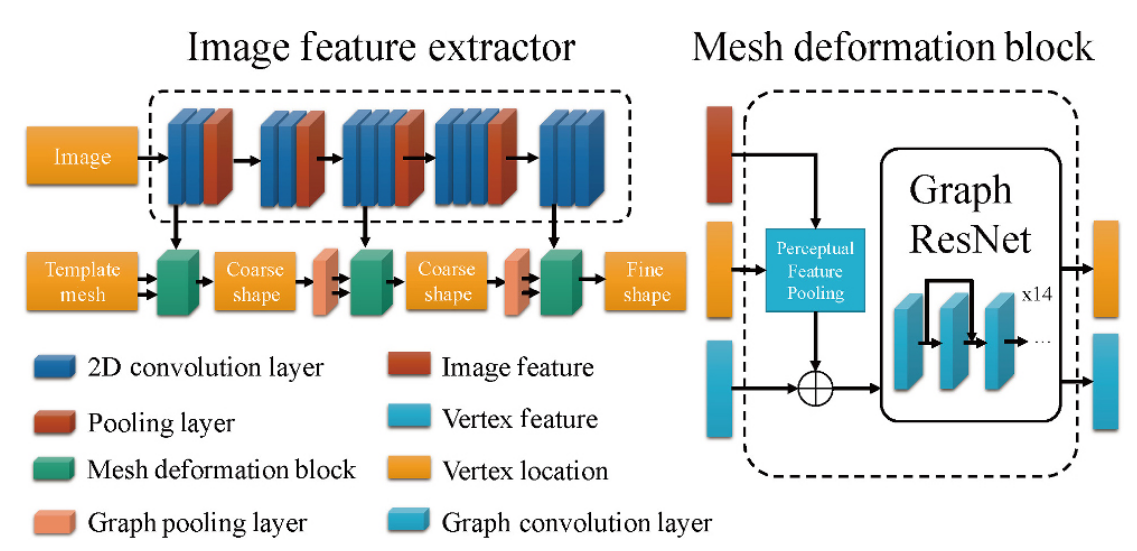 Image feature extractor
Mesh deformation block
Image
Template
mesh
Coarse
shape
Coarse
shape
Fine
shape
Perceptual
Feature
Pooling
Graph
ResNet
x14
...
2D convolution layer
Pooling layer
Mesh deformation block
Graph pooling layer
Image feature
Vertex feature
Vertex location
Graph convolution layer